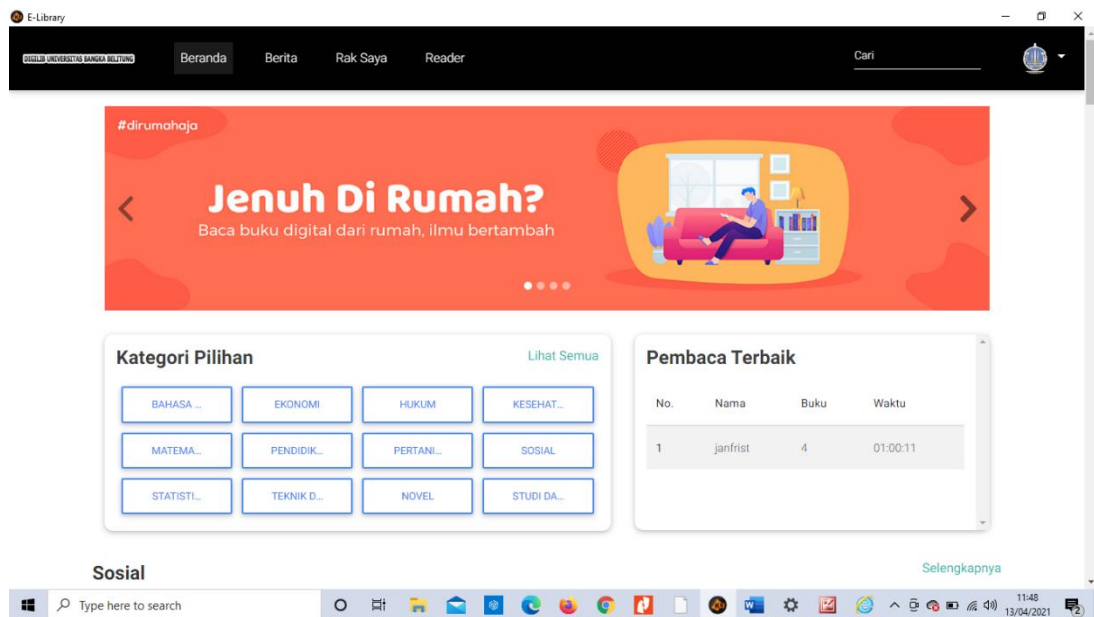 E-Library
DIGILIB UNIVERSITAS BANGKA BELITUNG
Beranda
Berita
Rak Saya
Reader
Cari
#dirumahaja
Jenuh Di Rumah?
Baca buku digital dari rumah, ilmu bertambah
Kategori Pilihan
Lihat Semua
BAHASA ...
EKONOMI
HUKUM
KESEHAT...
MATEMA...
PENDIDIK...
PERTANI...
SOSIAL
STATISTI...
TEKNIK D...
NOVEL
STUDI DA...
Pembaca Terbaik
No. Nama Buku Waktu
1 janfrist 4 01:00:11
Sosial
Selengkapnya
Type here to search
11:48
13/04/2021